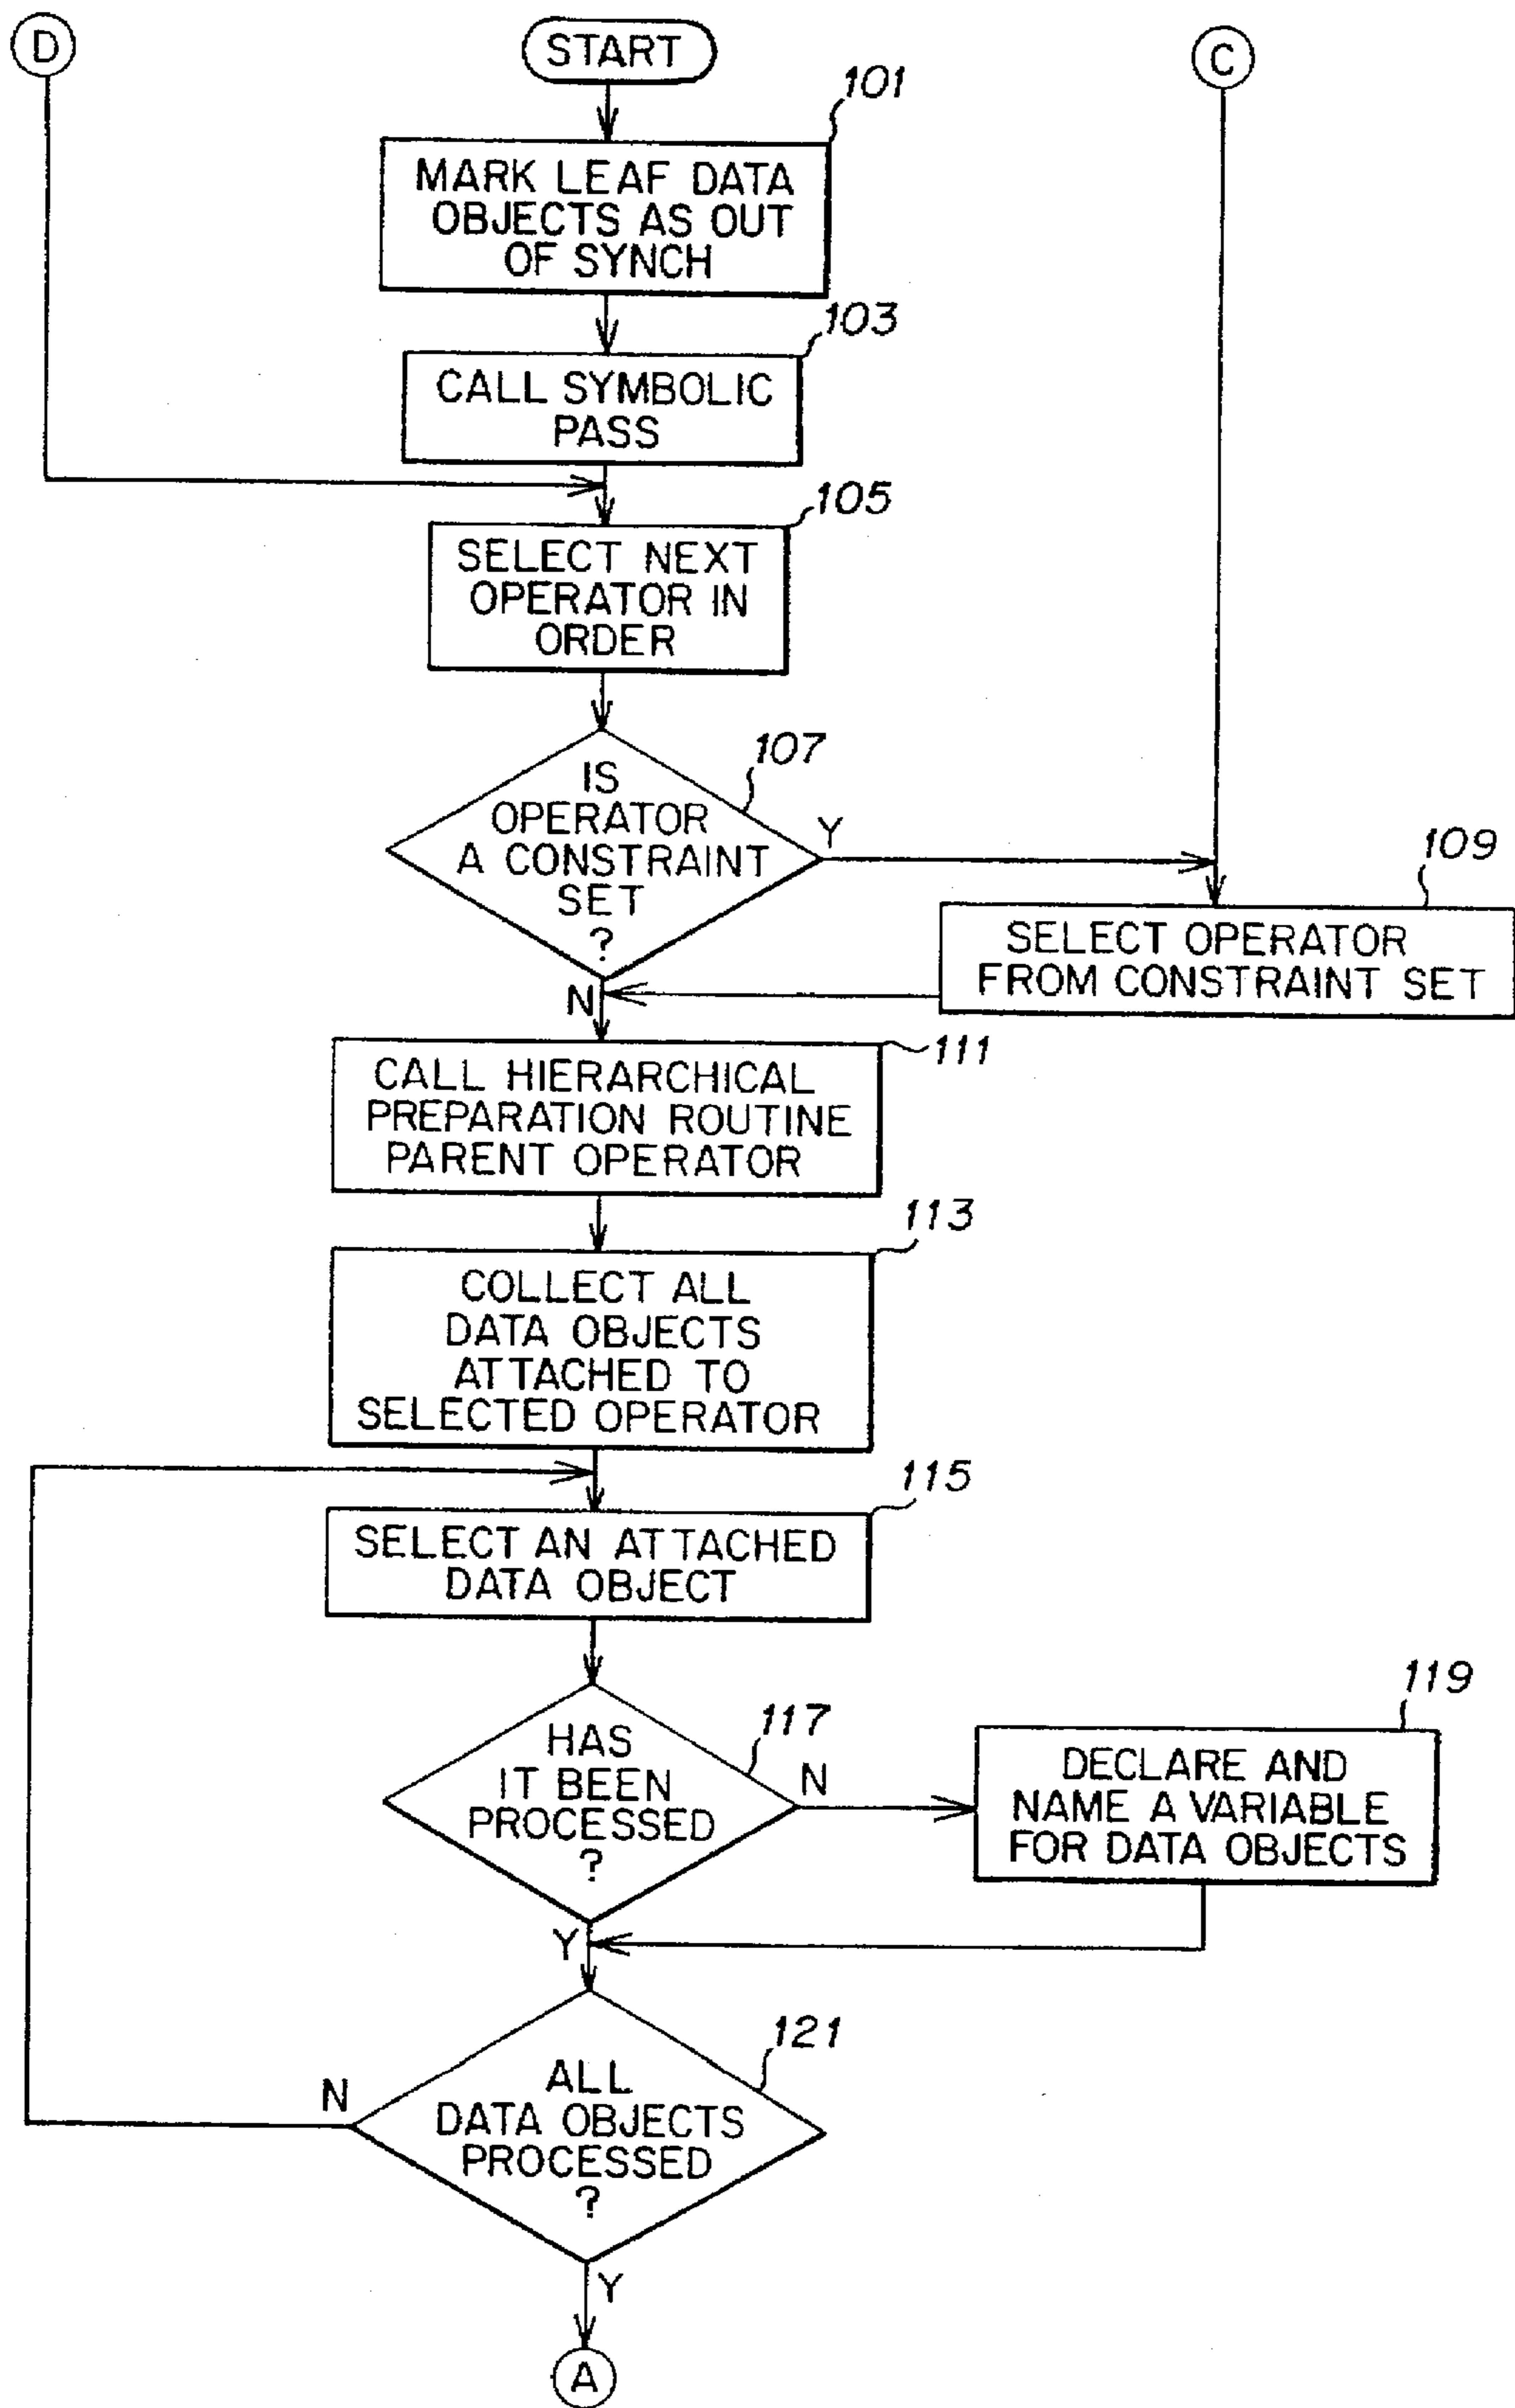 D
START
C
101
MARK LEAF DATA
OBJECTS AS OUT
OF SYNCH
103
CALL SYMBOLIC
PASS
105
SELECT NEXT
OPERATOR IN
ORDER
107
IS
OPERATOR
A CONSTRAINT
SET
?
Y
109
SELECT OPERATOR
FROM CONSTRAINT SET
N
111
CALL HIERARCHICAL
PREPARATION ROUTINE
PARENT OPERATOR
113
COLLECT ALL
DATA OBJECTS
ATTACHED TO
SELECTED OPERATOR
115
SELECT AN ATTACHED
DATA OBJECT
117
HAS
IT BEEN
PROCESSED
?
N
119
DECLARE AND
NAME A VARIABLE
FOR DATA OBJECTS
Y
121
ALL
DATA OBJECTS
PROCESSED
?
N
Y
A